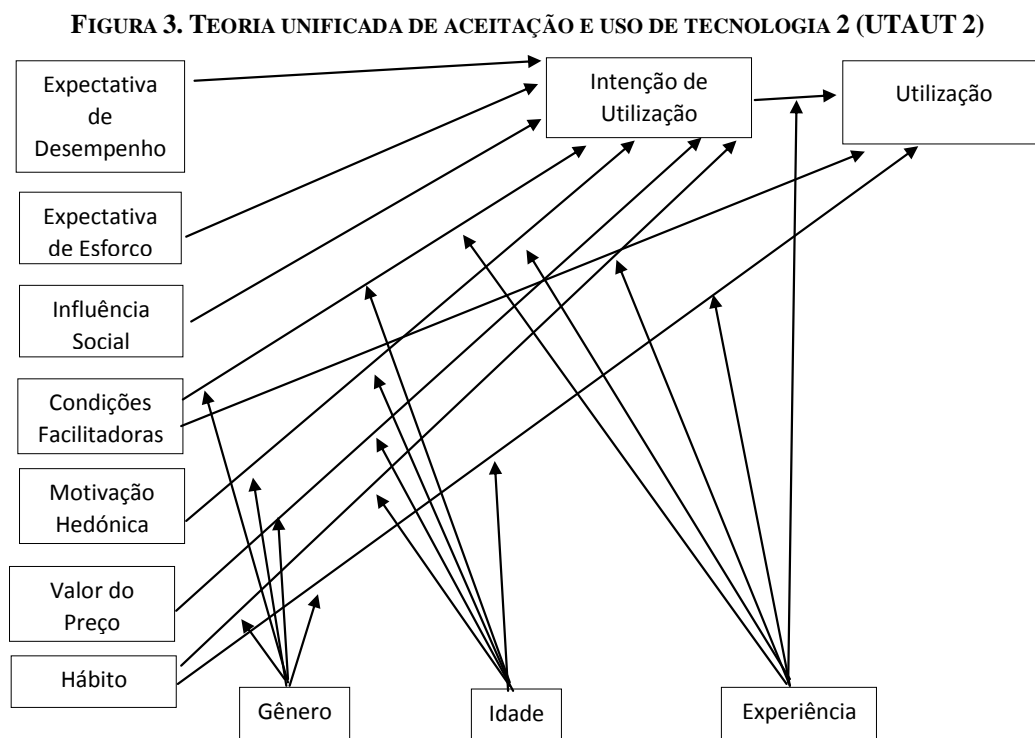 FIGURA 3. TEORIA UNIFICADA DE ACEITAÇÃO E USO DE TECNOLOGIA 2 (UTAUT 2)
Expectativa
de
Desempenho
Intenção de
Utilização
Utilização
Expectativa
de Esforco
Influência
Social
Condições
Facilitadoras
Motivação
Hedónica
Valor do
Preço
Hábito
Gênero
Idade
Experiência